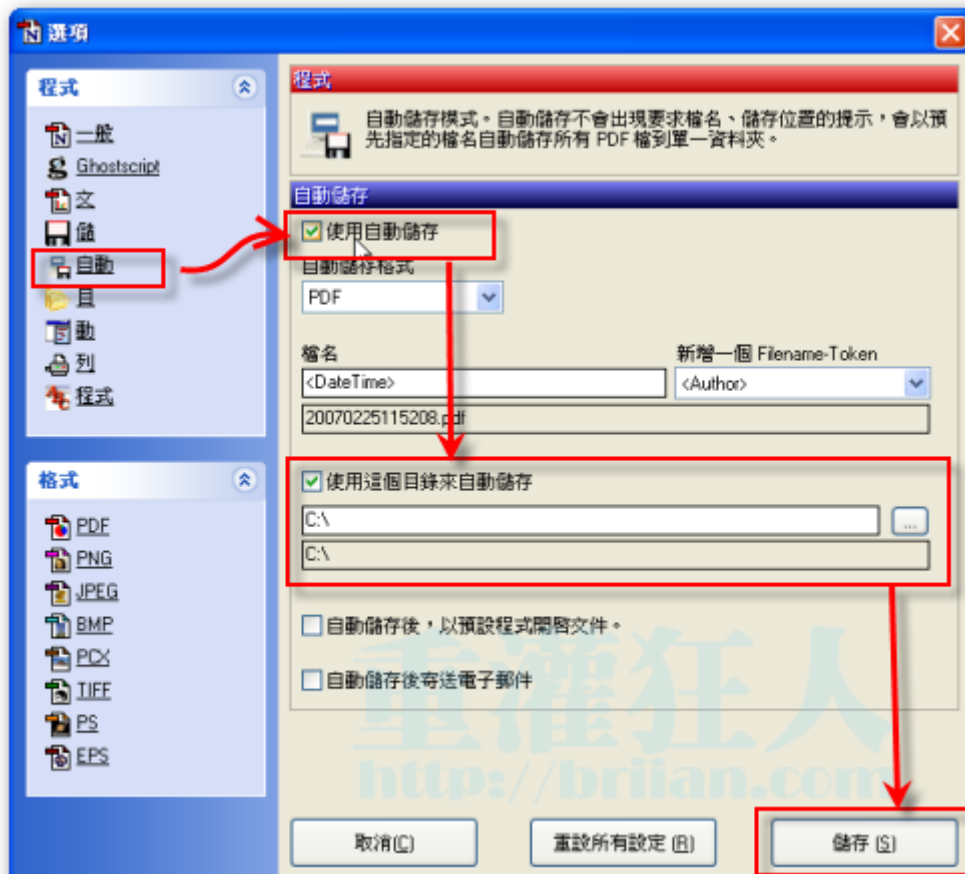 選項
程式
一般
Ghostscript
文
儲
自動
目
動
列
程式
格式
PDF
PNG
JPEG
BMP
PCX
TIFF
PS
EPS
程式
自動儲存模式。自動儲存不會出現要求檔名、儲存位置的提示，會以預
先指定的檔名自動儲存所有 PDF 檔到單一資料夾。
自動儲存
使用自動儲存
自動儲存格式
PDF
檔名
新增一個 Filename-Token
<DateTime>
<Author>
20070225115208.pdf
使用這個目錄來自動儲存
C:\
...
C:\
自動儲存後，以預設程式開啓文件。
自動儲存後寄送電子郵件
重灌狂人
http://briian.com
取消(C)
重設所有設定 (R)
儲存 (S)